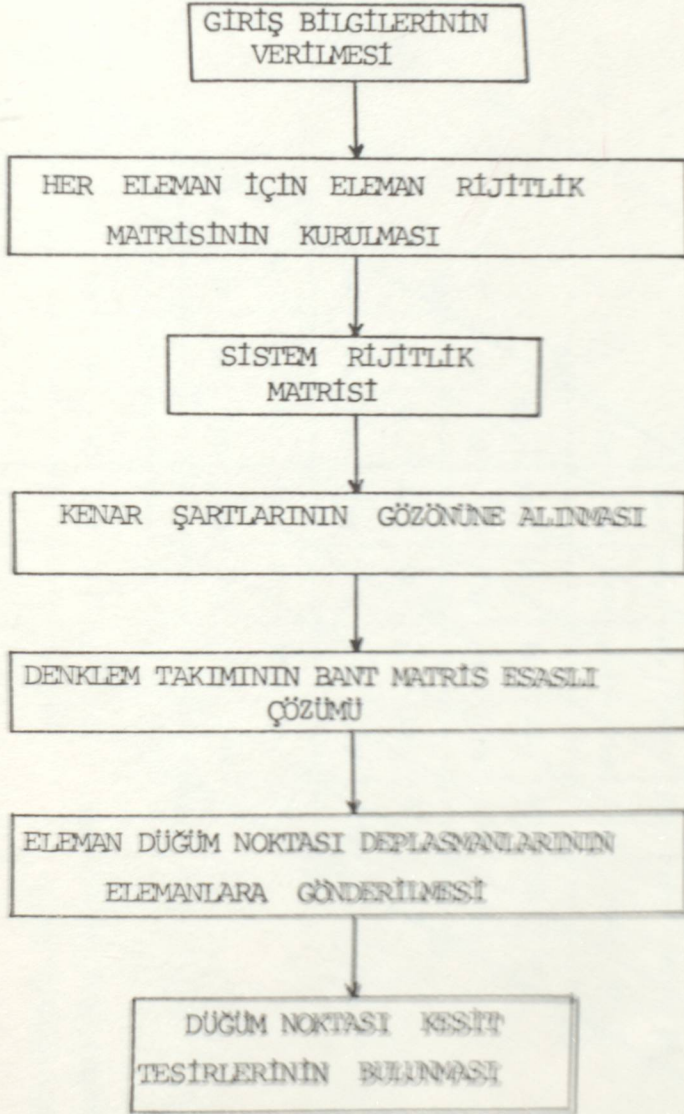 GİRİŞ BİLGİLERİNİN
VERİLMESİ
HER ELEMAN İÇİN ELEMAN RİJİTLİK
MATRİSİNİN KURULMASI
SİSTEM RİJİTLİK
MATRİSİ
KENAR ŞARTLARININ GÖZÖNÜNE ALINMASI
DENKLEM TAKIMININ BANT MATRİS ESASLI
ÇÖZÜMÜ
ELEMAN DÜĞÜM NOKTASI DEPLASMANLARININ
ELEMANLARA GÖNDERİLMESİ
DÜĞÜM NOKTASI KESİT
TESİRLERİNİN BULUNMASI